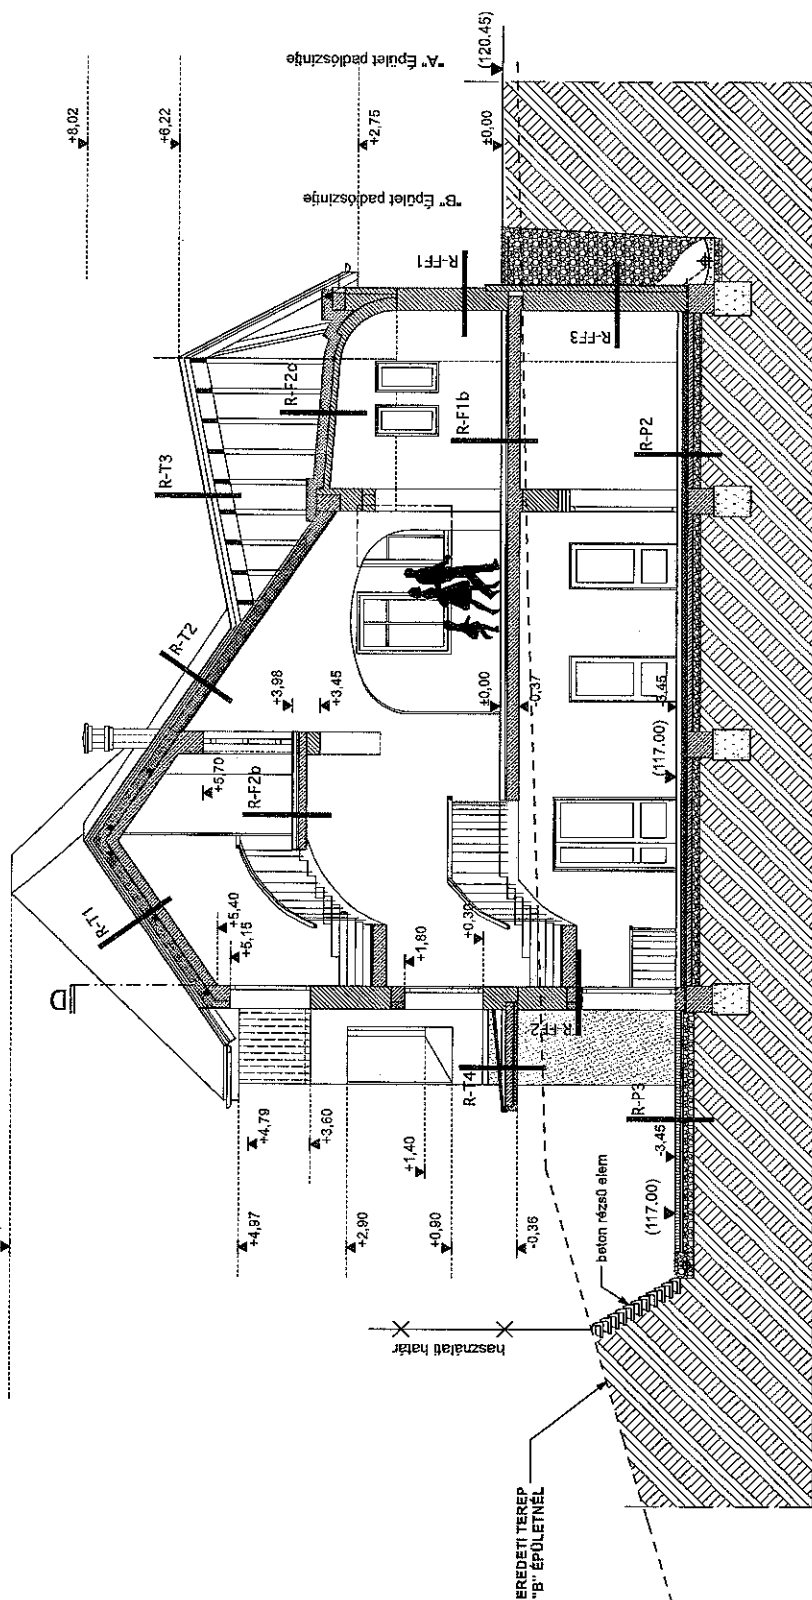 +8,02
+6,22
+2,75
"A" Épület padlószintje
(120.45)
±0,00
"B" Épület padlószintje
R-FF1
R-FF3
R-F2c
R-F1b
R-P2
R-T3
R-T2
+3,98
+3,45
±0,00
-0,37
-3,45
(117.00)
+5,70
R-F2b
R-T1
+5,40
+5,15
+1,80
+0,30
R-FF2
R-T4
R-P3
+4,79
+3,60
+1,40
-3,45
(117.00)
+4,97
+2,90
+0,90
-0,36
beton rézsű elem
használati határ
EREDETI TEREP
"B" ÉPÜLETNÉL